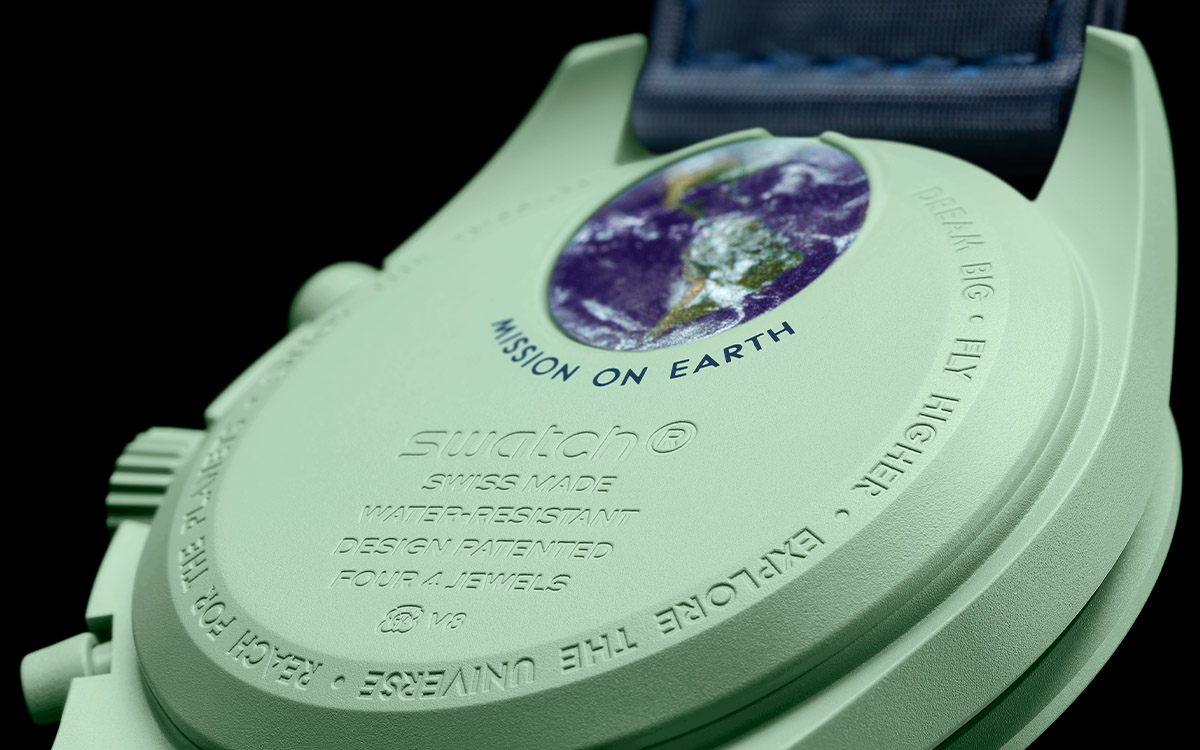 MISSION ON EARTH
swatch®
SWISS MADE
WATER-RESISTANT
DESIGN PATENTED
FOUR 4 JEWELS
V8
DREAM BIG • FLY HIGHER • EXPLORE THE UNIVERSE • REACH FOR THE PLANETS •